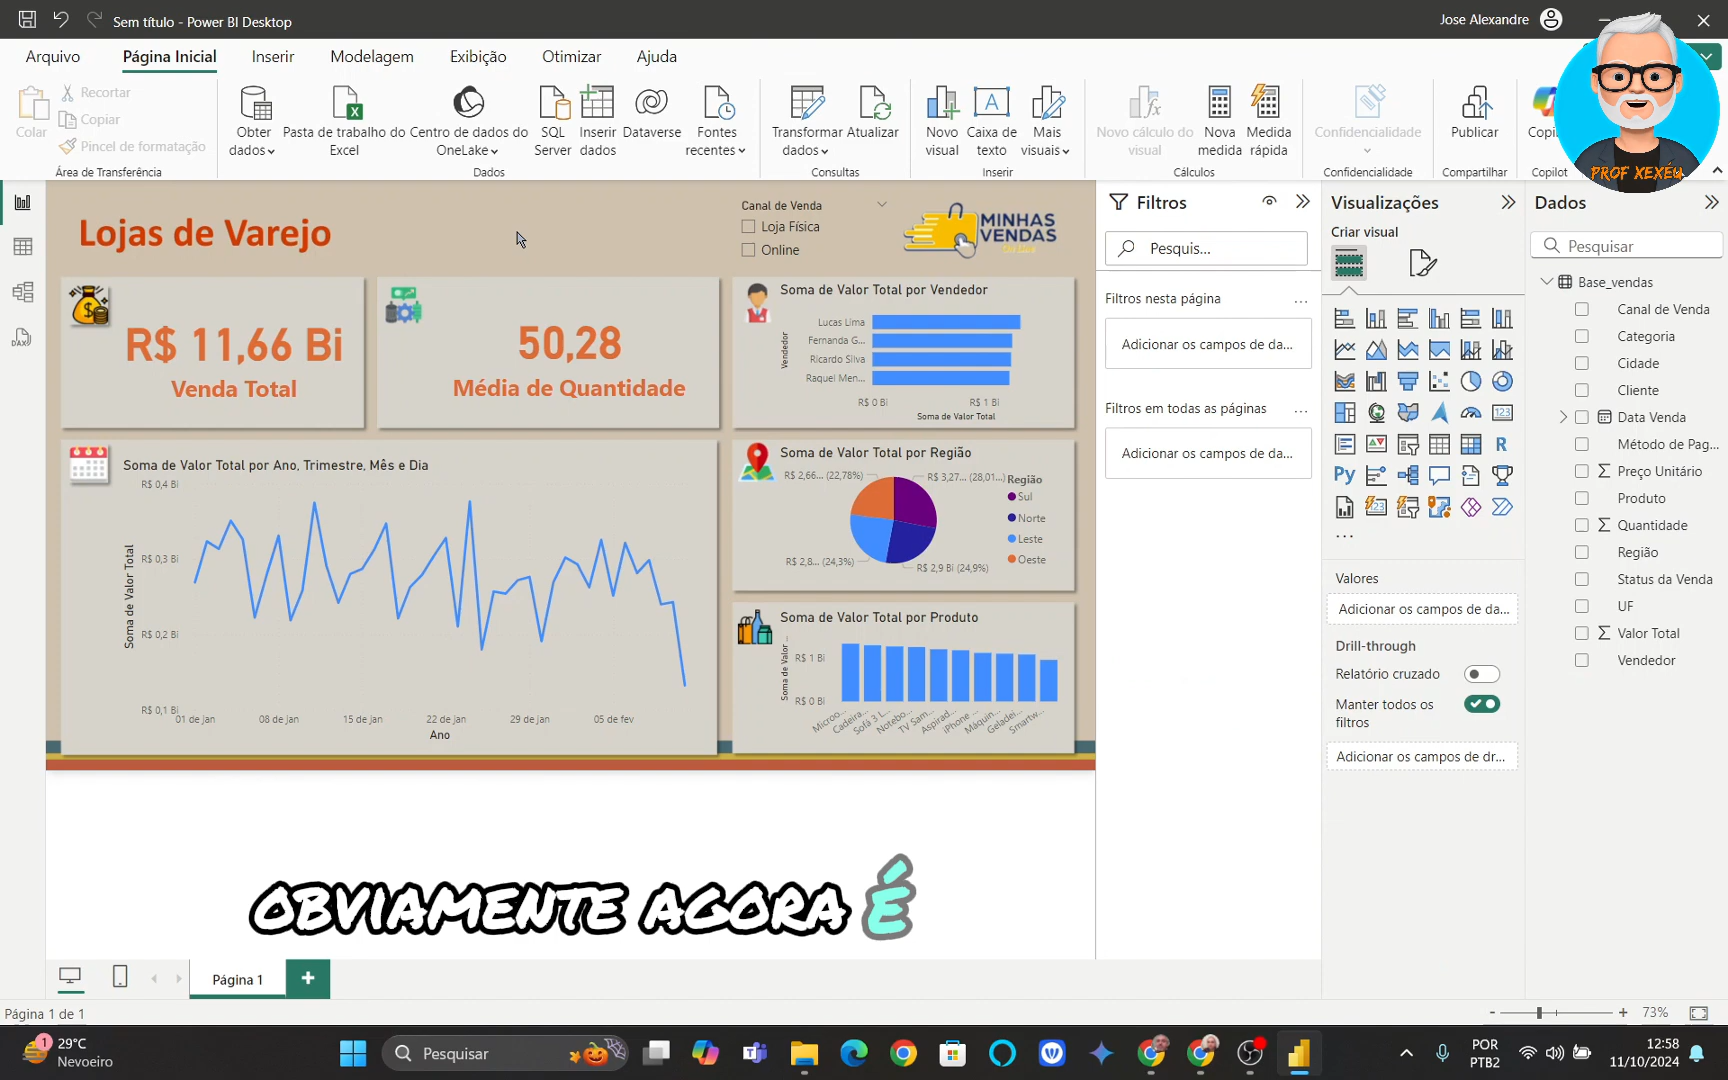 Sem título - Power BI Desktop
Jose Alexandre
Arquivo
Página Inicial
Inserir
Modelagem
Exibição
Otimizar
Ajuda
Colar
Recortar
Copiar
Pincel de formatação
Área de Transferência
Obter dados
Pasta de trabalho do Excel
Centro de dados do OneLake
SQL Server
Inserir dados
Dataverse
Fontes recentes
Dados
Transformar dados
Atualizar
Consultas
Novo visual
Caixa de texto
Mais visuais
Inserir
Novo cálculo do visual
Nova medida
Medida rápida
Cálculos
Confidencialidade
Confidencialidade
Publicar
Compartilhar
Copilot
PROF XEXÉU
Lojas de Varejo
Canal de Venda
Loja Física
Online
MINHAS
VENDAS
R$ 11,66 Bi
Venda Total
50,28
Média de Quantidade
Soma de Valor Total por Vendedor
Vendedor
Lucas Lima
Fernanda G...
Ricardo Silva
Raquel Men...
R$ 0 Bi
R$ 1 Bi
Soma de Valor Total
Soma de Valor Total por Ano, Trimestre, Mês e Dia
Soma de Valor Total
R$ 0,4 Bi
R$ 0,3 Bi
R$ 0,2 Bi
R$ 0,1 Bi
01 de jan
08 de jan
15 de jan
22 de jan
29 de jan
05 de fev
Ano
Soma de Valor Total por Região
R$ 2,66... (22,78%)
R$ 3,27... (28,01...)
R$ 2,8... (24,3%)
R$ 2,9 Bi (24,9%)
Região
Sul
Norte
Leste
Oeste
Soma de Valor Total por Produto
Soma de Valor ...
R$ 1 Bi
R$ 0 Bi
Microo...
Cadeira...
Sofá 3 L...
Notebo...
TV Sam...
Aspirad...
iPhone ...
Máquin...
Geladei...
Smartw...
OBVIAMENTE AGORA É
Filtros
Pesquis...
Filtros nesta página
...
Adicionar os campos de da...
Filtros em todas as páginas
...
Adicionar os campos de da...
Visualizações
Criar visual
...
Valores
Adicionar os campos de da...
Drill-through
Relatório cruzado
Manter todos os
filtros
Adicionar os campos de dr...
Dados
Pesquisar
Base_vendas
Canal de Venda
Categoria
Cidade
Cliente
Data Venda
Método de Pag...
Preço Unitário
Produto
Quantidade
Região
Status da Venda
UF
Valor Total
Vendedor
Página 1
Página 1 de 1
73%
1
29°C
Nevoeiro
Pesquisar
POR
PTB2
12:58
11/10/2024